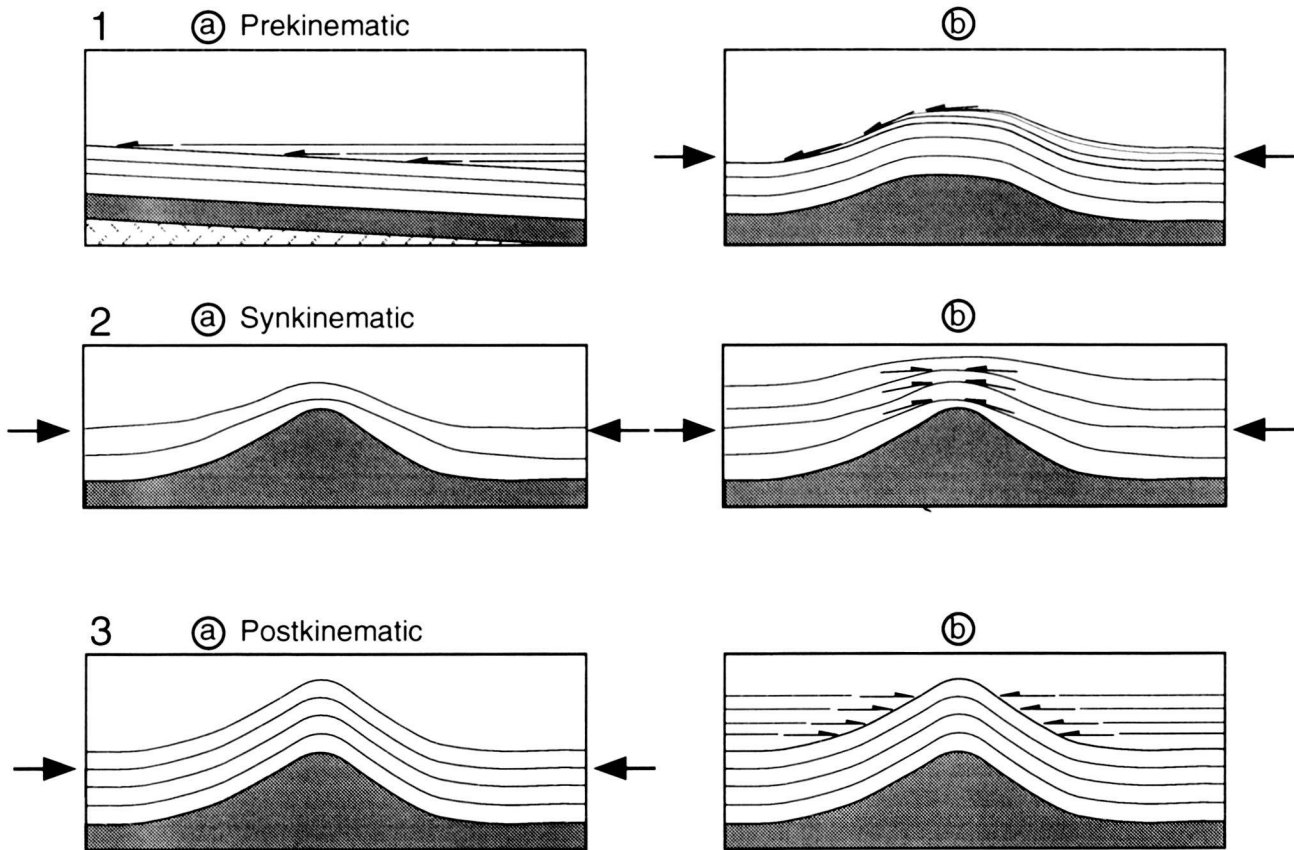 1 ⓐ Prekinematic ⓑ
2 ⓐ Synkinematic ⓑ
3 ⓐ Postkinematic ⓑ